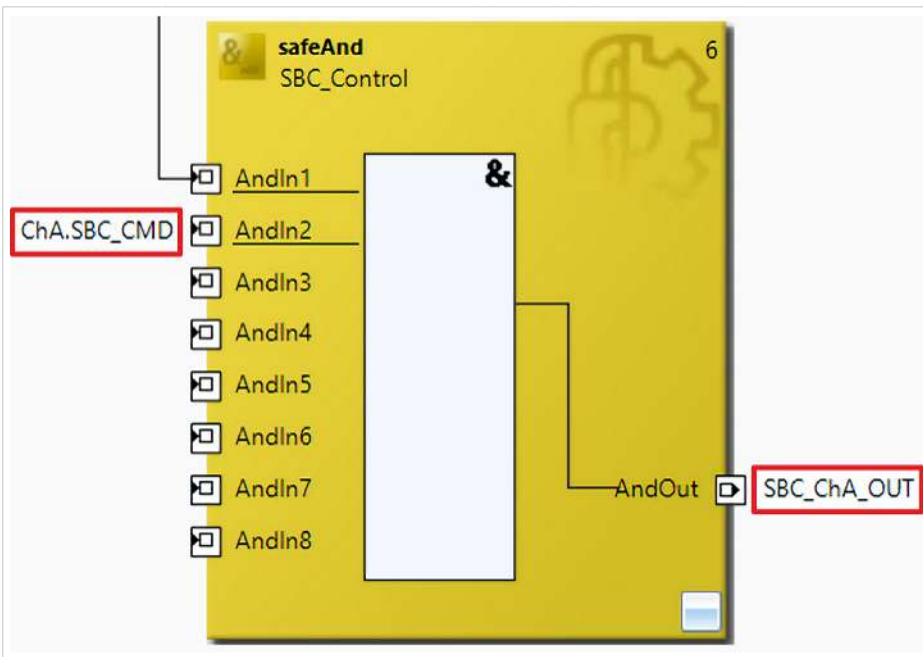 &
safeAnd
6
SBC_Control
AndIn1
&
ChA.SBC_CMD
AndIn2
AndIn3
AndIn4
AndIn5
AndIn6
AndIn7
AndOut
SBC_ChA_OUT
AndIn8